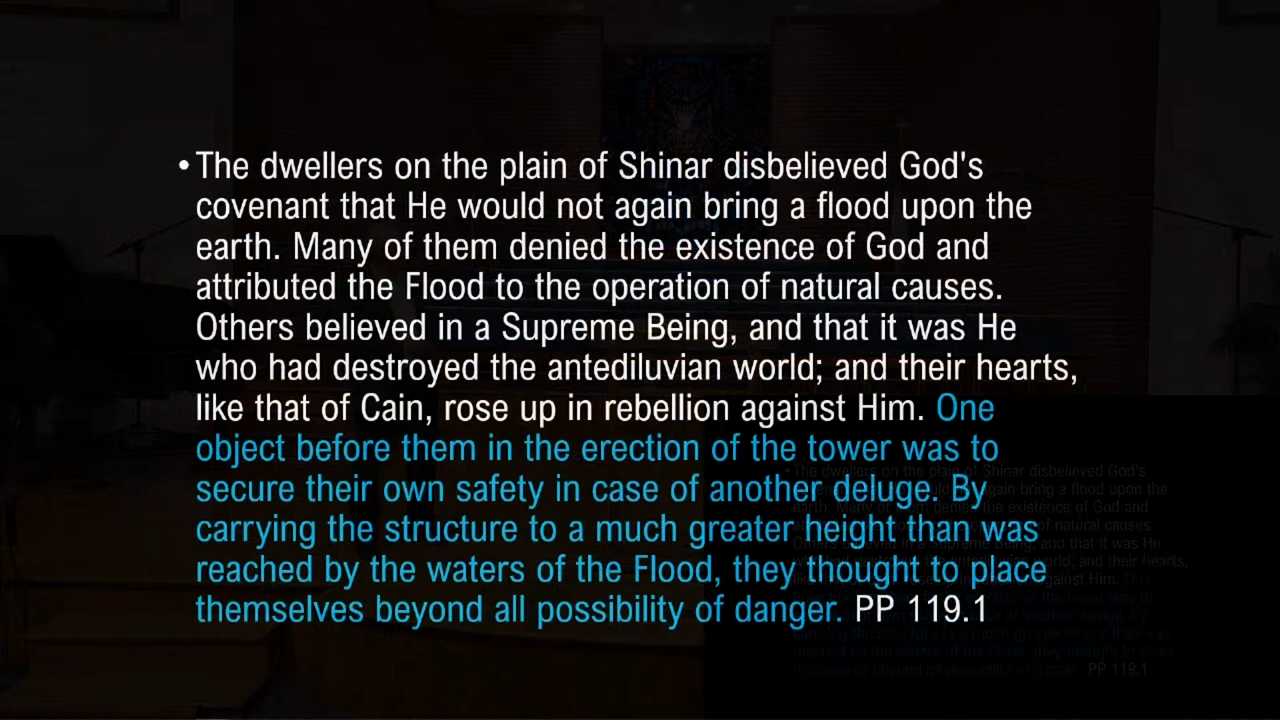 •The dwellers on the plain of Shinar disbelieved God's
covenant that He would not again bring a flood upon the
earth. Many of them denied the existence of God and
attributed the Flood to the operation of natural causes.
Others believed in a Supreme Being, and that it was He
who had destroyed the antediluvian world; and their hearts,
like that of Cain, rose up in rebellion against Him. One
object before them in the erection of the tower was to
secure their own safety in case of another deluge. By
carrying the structure to a much greater height than was
reached by the waters of the Flood, they thought to place
themselves beyond all possibility of danger. PP 119.1